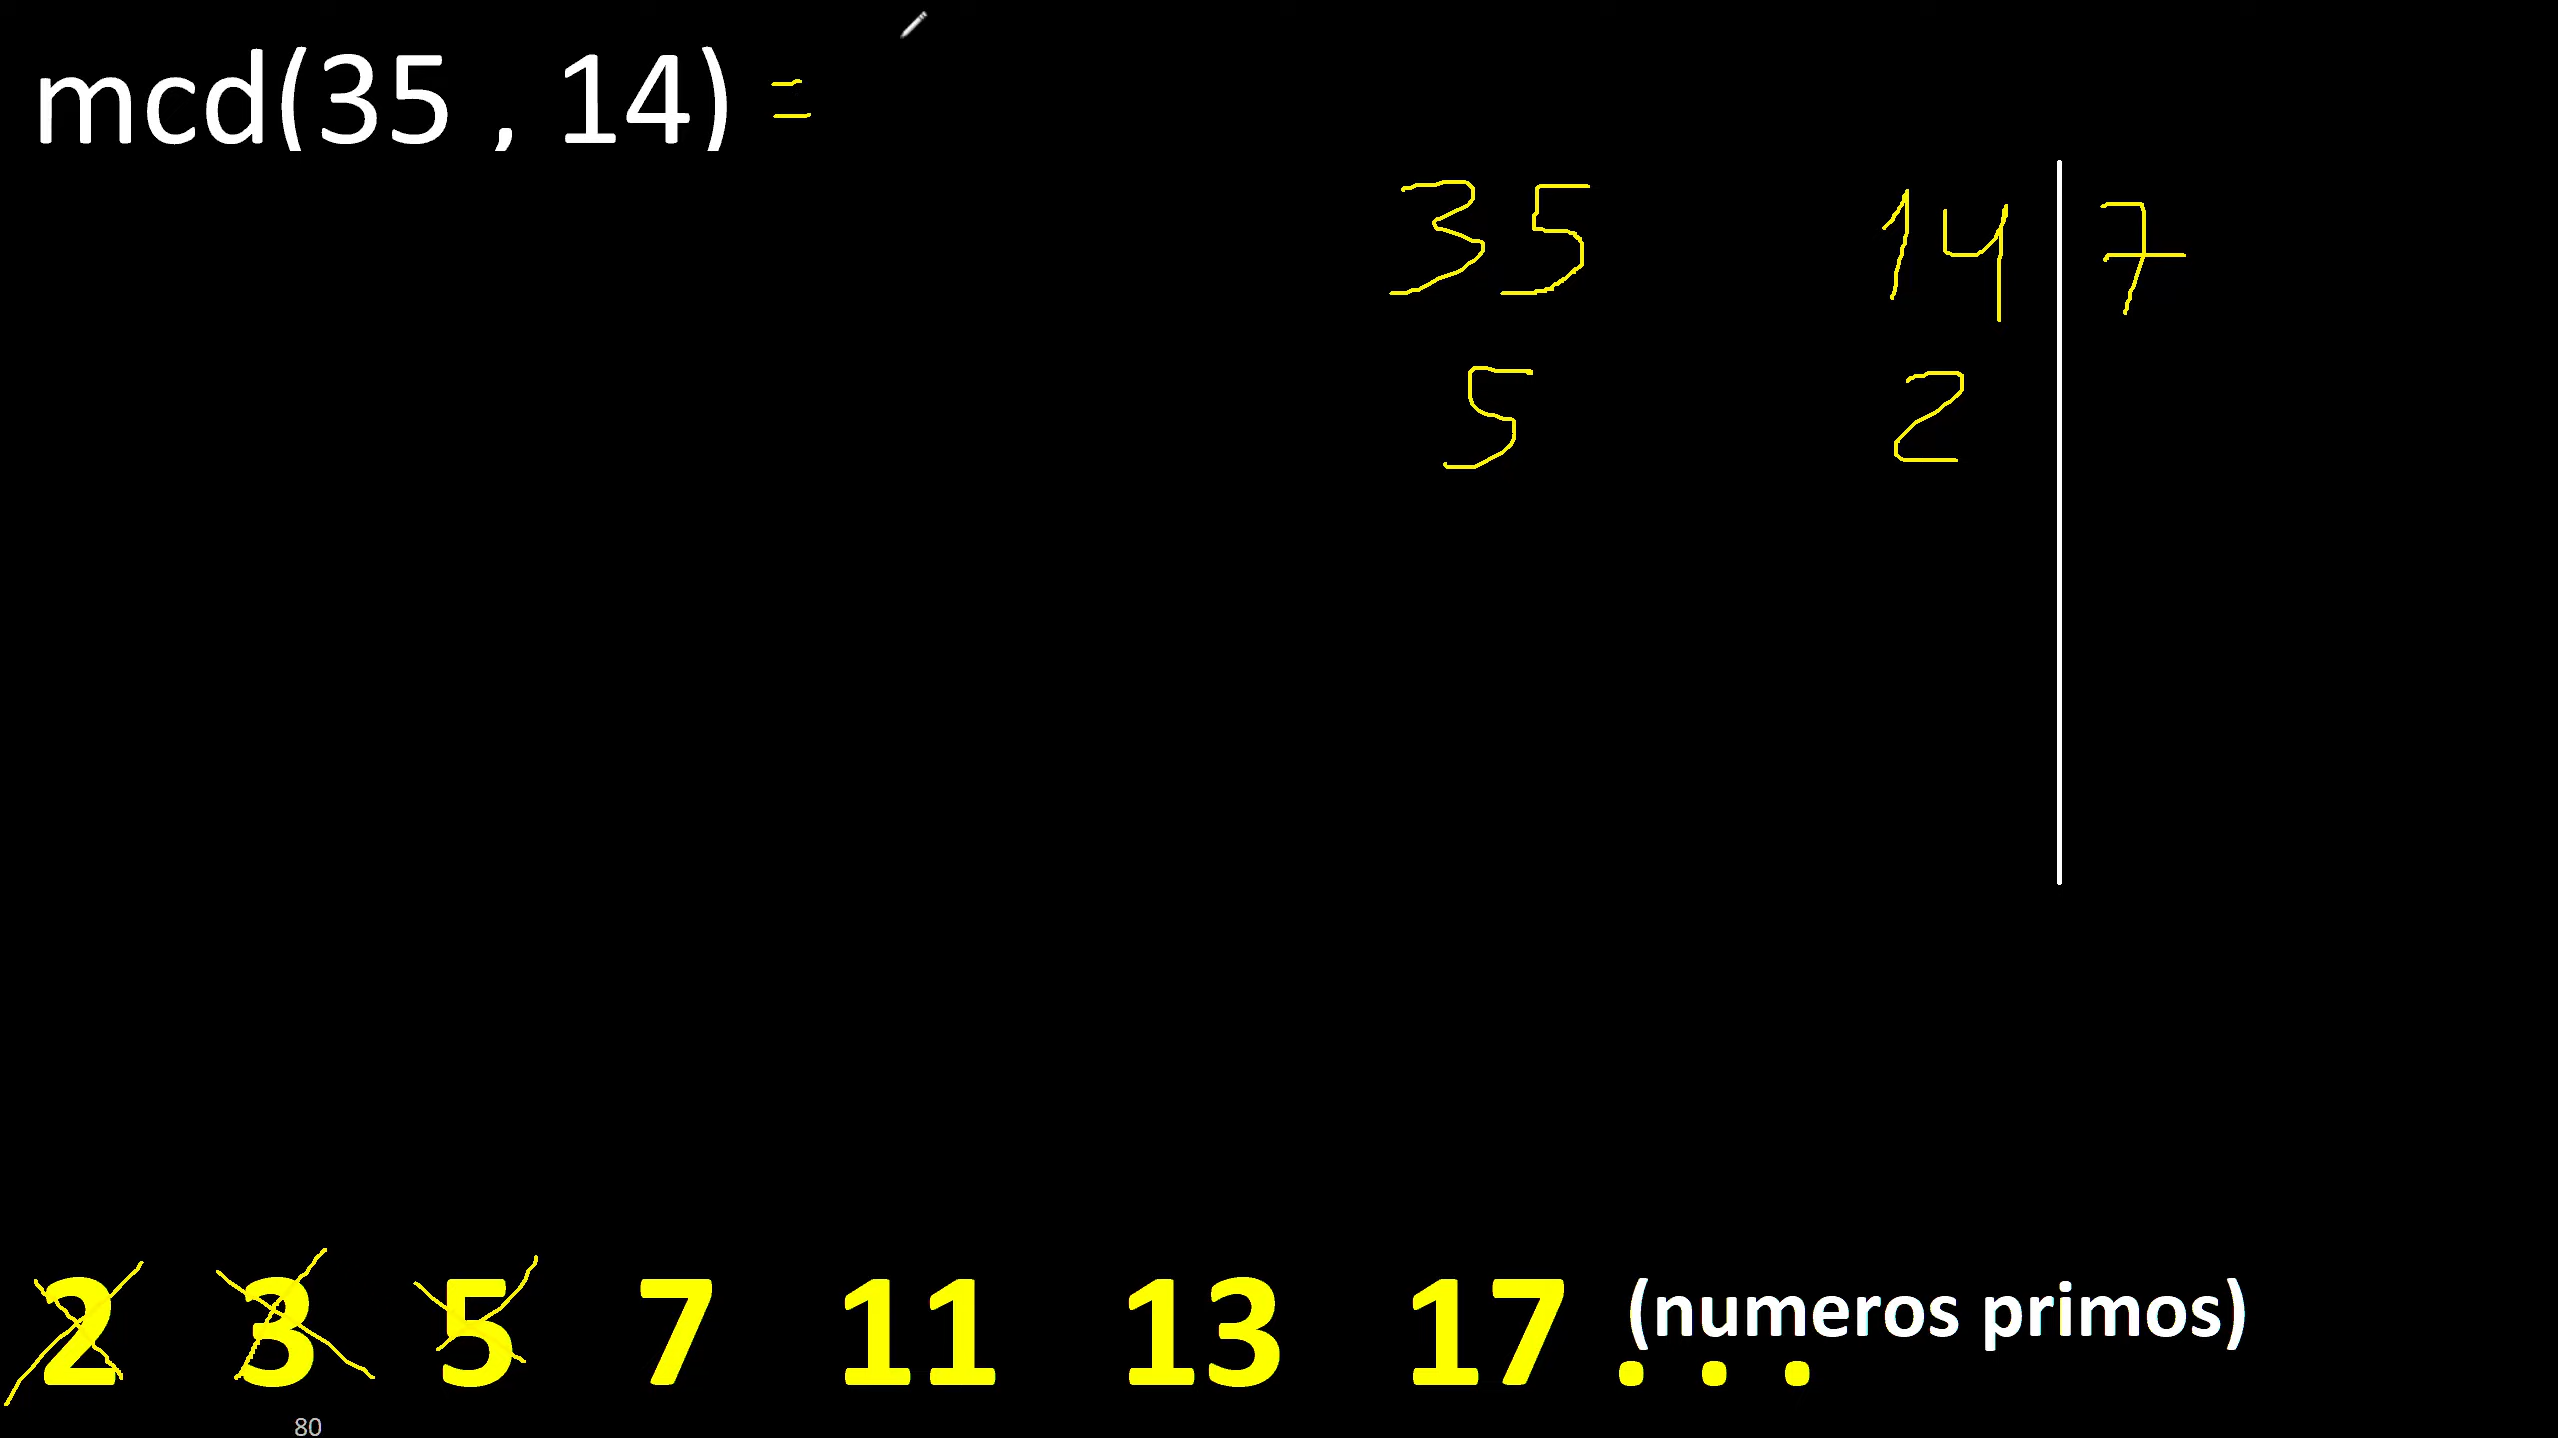 mcd(35 , 14) =
35 14 7
5 2
2 3 5 7 11 13 17 . . . (numeros primos)
80